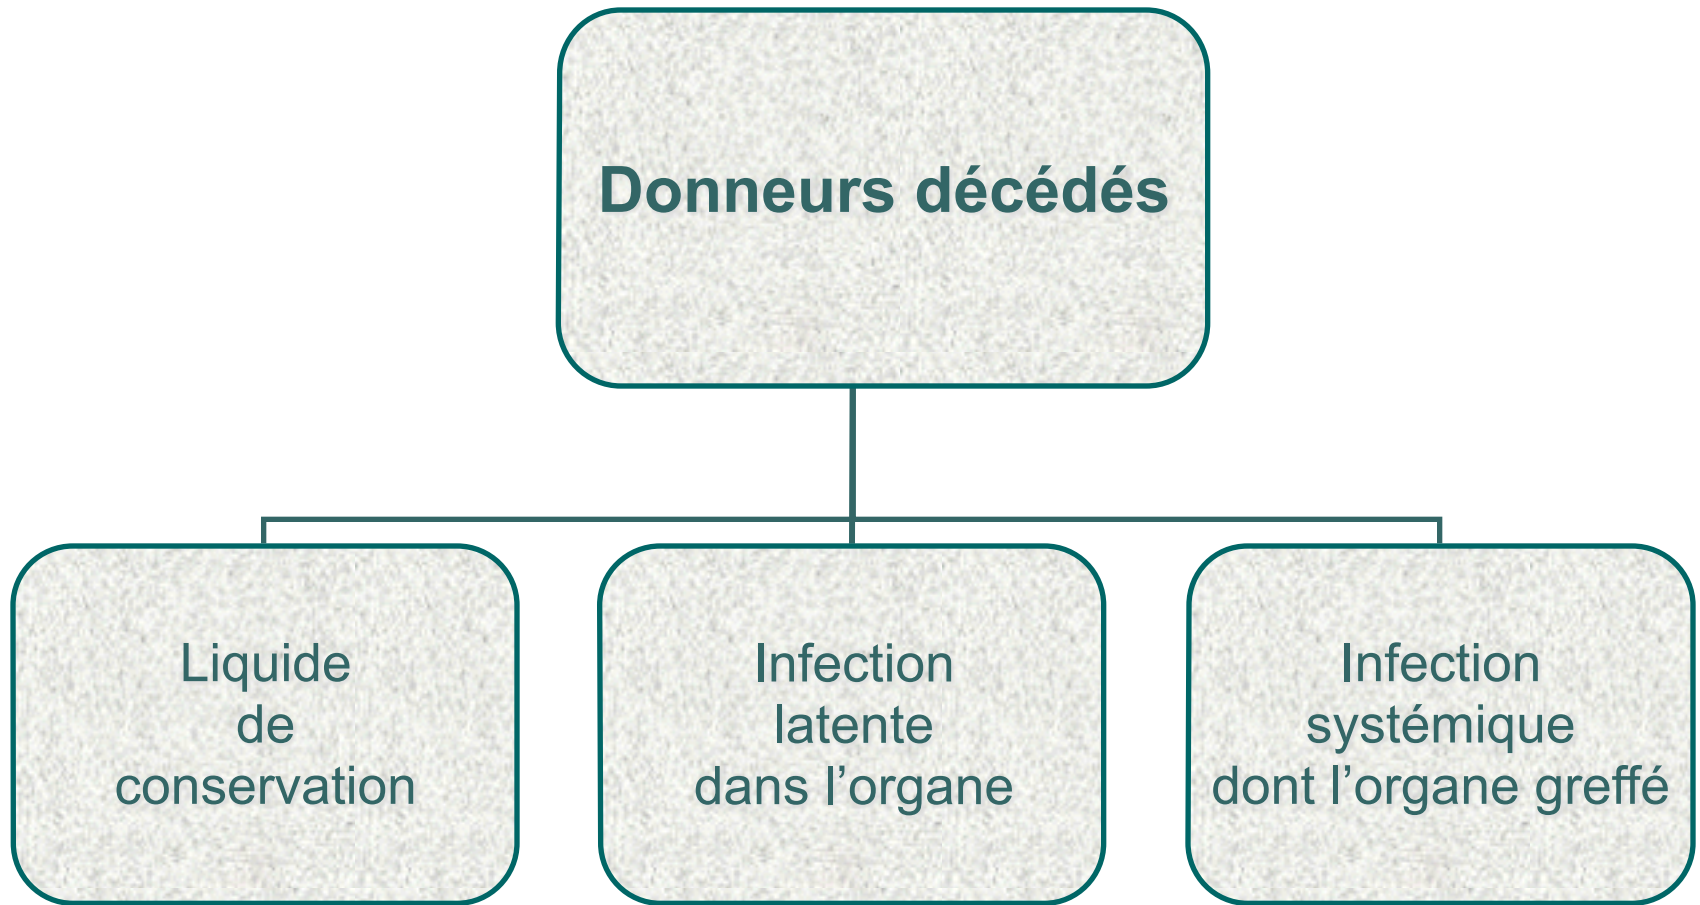 Donneurs décédés
Liquide
de
conservation
Infection
latente
dans l’organe
Infection
systémique
dont l’organe greffé